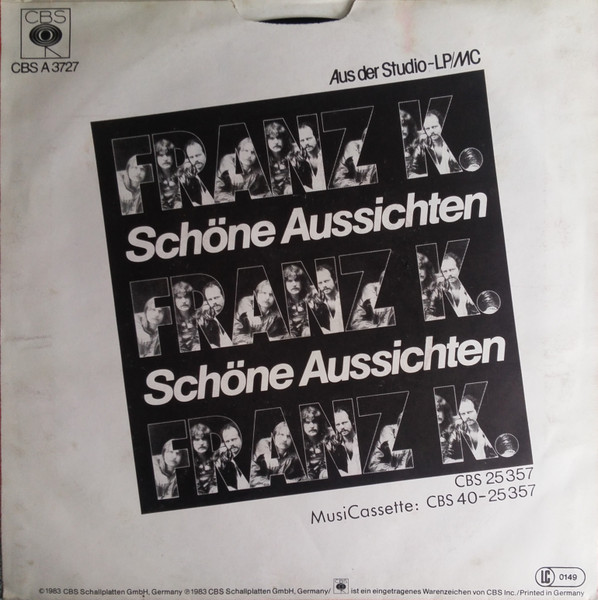 CBS
CBS A 3727
Aus der Studio-LP/MC
FRANZ K.
Schöne Aussichten
FRANZ K.
Schöne Aussichten
FRANZ K.
CBS 25357
MusiCassette: CBS 40-25357
LC 0149
©1983 CBS Schallplatten GmbH, Germany ℗1983 CBS Schallplatten GmbH, Germany/ ist ein eingetragenes Warenzeichen von CBS Inc./Printed in Germany